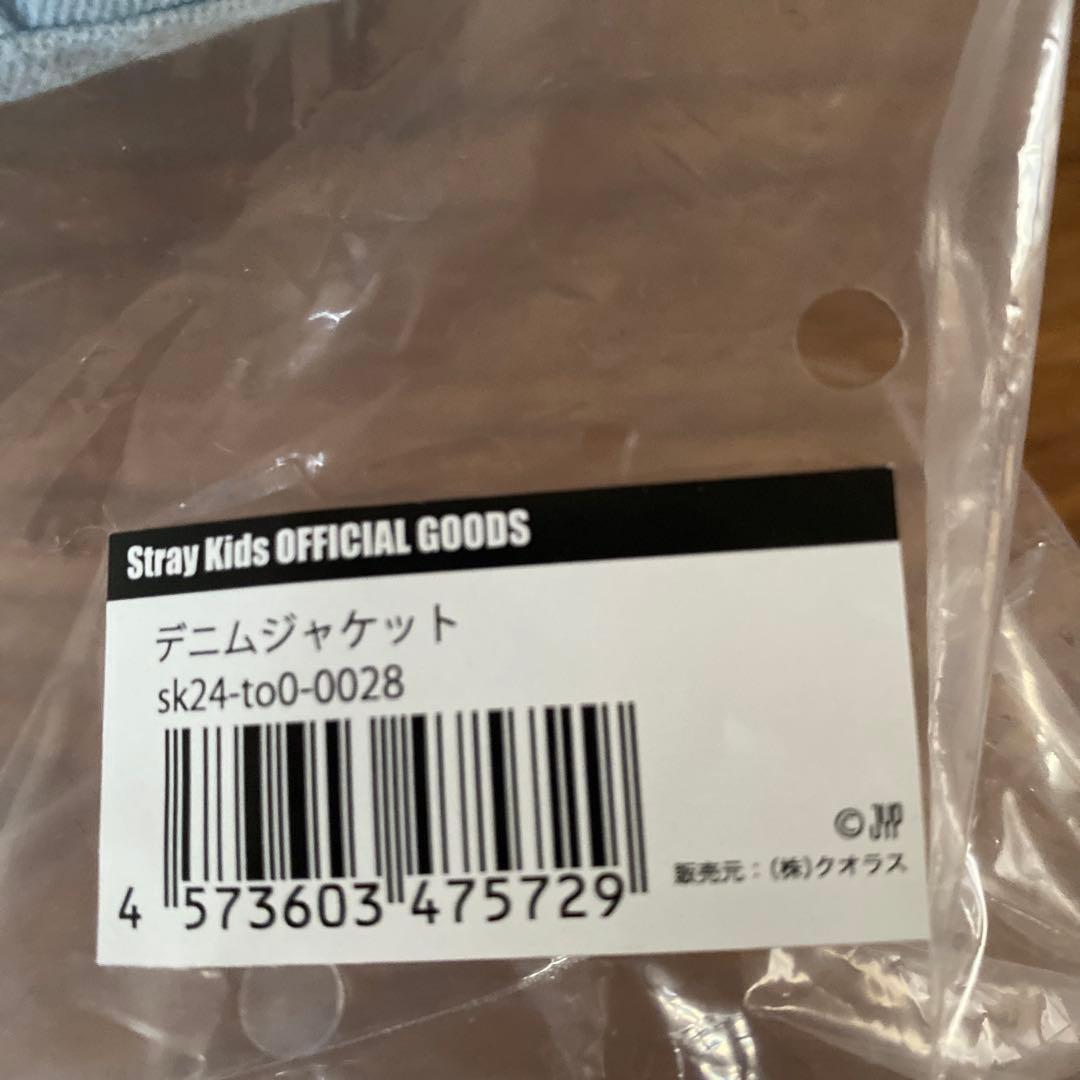 Stray Kids OFFICIAL GOODS
デニムジャケット
sk24-to0-0028
4 573603 475729
©JYP
販売元：(株)クオラス